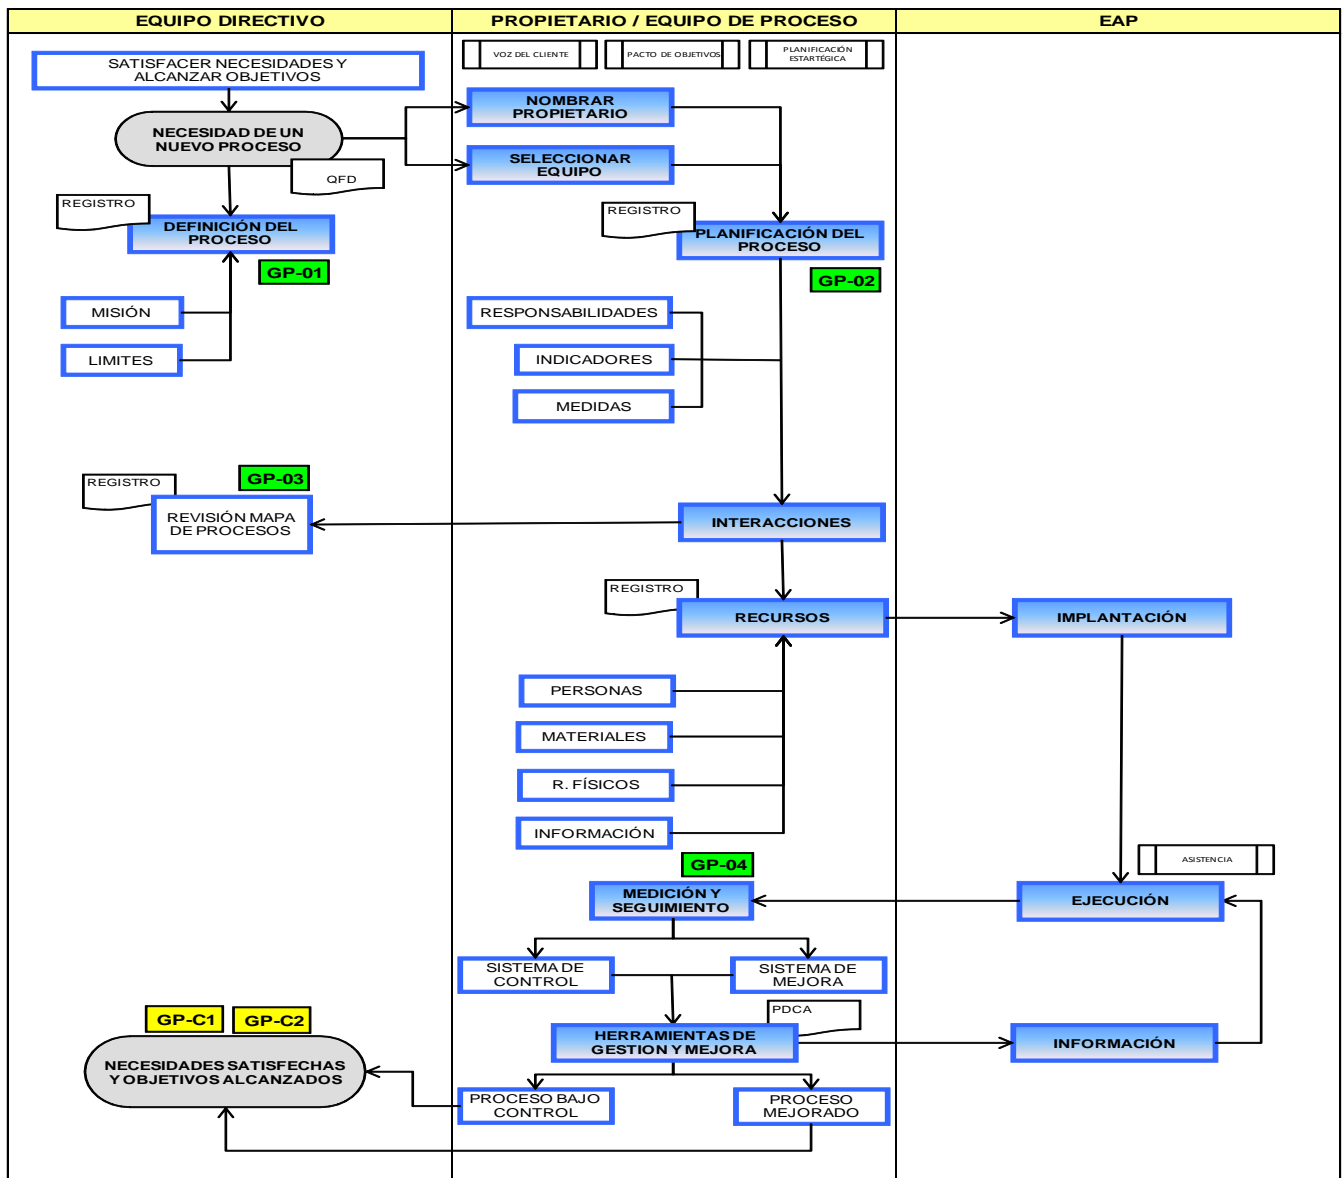 EQUIPO DIRECTIVO
PROPIETARIO / EQUIPO DE PROCESO
EAP
SATISFACER NECESIDADES Y
ALCANZAR OBJETIVOS
VOZ DEL CLIENTE
PACTO DE OBJETIVOS
PLANIFICACIÓN
ESTARTÉGICA
NECESIDAD DE UN
NUEVO PROCESO
QFD
NOMBRAR
PROPIETARIO
SELECCIONAR
EQUIPO
REGISTRO
DEFINICIÓN DEL
PROCESO
GP-01
REGISTRO
PLANIFICACIÓN DEL
PROCESO
GP-02
MISIÓN
LIMITES
RESPONSABILIDADES
INDICADORES
MEDIDAS
GP-03
REGISTRO
REVISIÓN MAPA
DE PROCESOS
INTERACCIONES
REGISTRO
RECURSOS
IMPLANTACIÓN
PERSONAS
MATERIALES
R. FÍSICOS
INFORMACIÓN
GP-04
MEDICIÓN Y
SEGUIMIENTO
ASISTENCIA
EJECUCIÓN
SISTEMA DE
CONTROL
SISTEMA DE
MEJORA
PDCA
HERRAMIENTAS DE
GESTION Y MEJORA
INFORMACIÓN
GP-C1
GP-C2
NECESIDADES SATISFECHAS
Y OBJETIVOS ALCANZADOS
PROCESO BAJO
CONTROL
PROCESO
MEJORADO